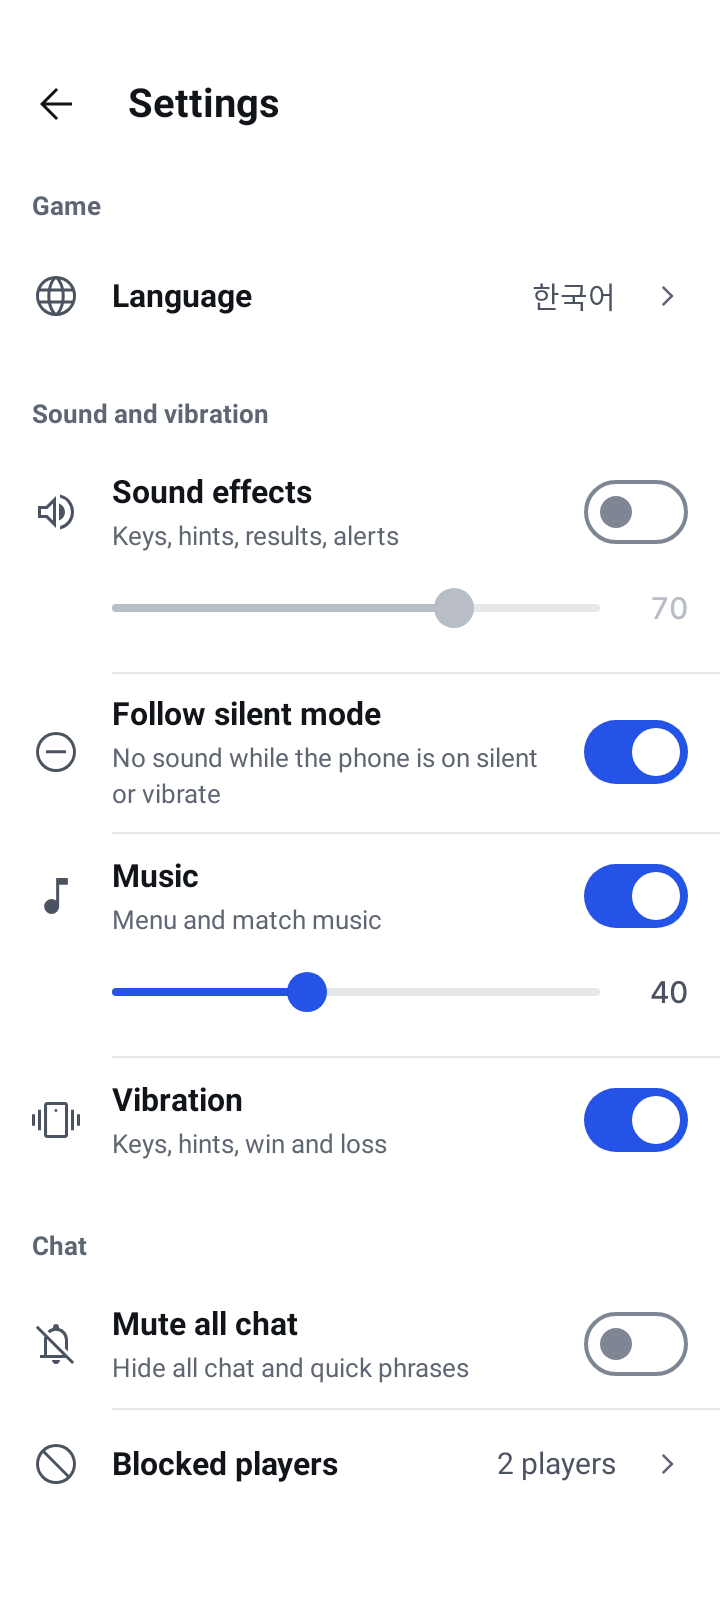 Settings
Game
Language 한국어
Sound and vibration
Sound effects
Keys, hints, results, alerts
70
Follow silent mode
No sound while the phone is on silent
or vibrate
Music
Menu and match music
40
Vibration
Keys, hints, win and loss
Chat
Mute all chat
Hide all chat and quick phrases
Blocked players 2 players